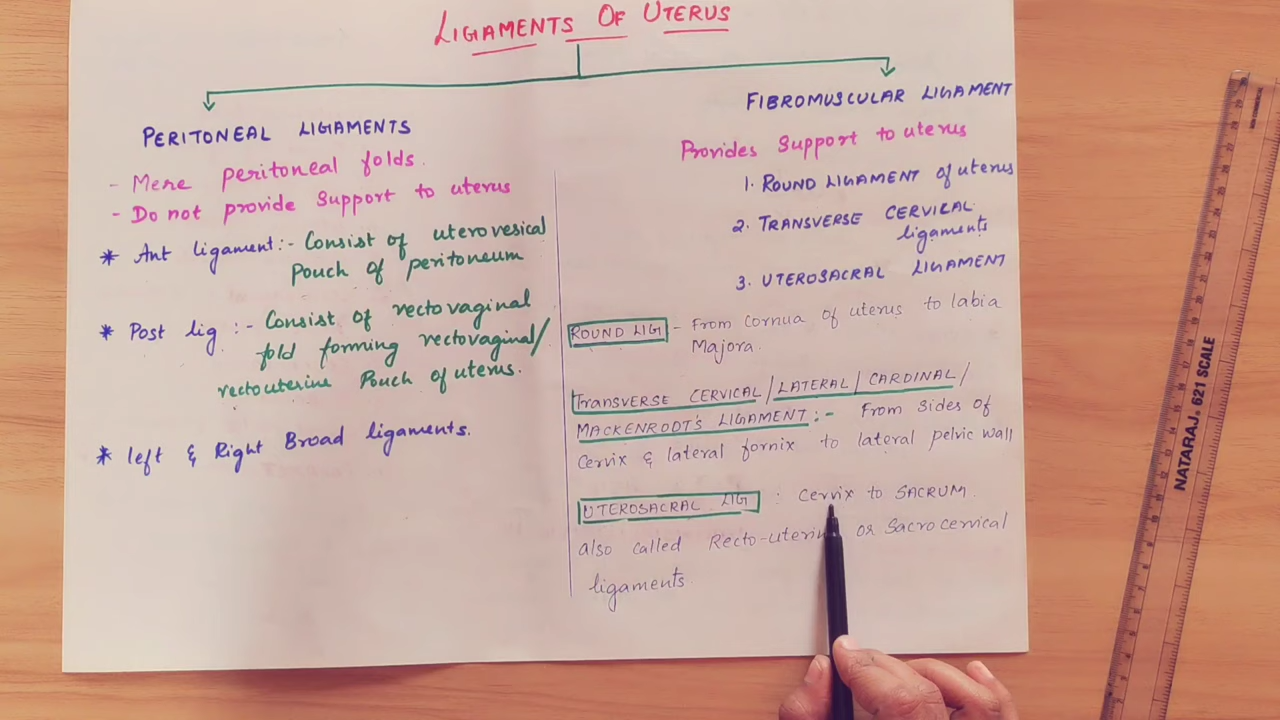 LIGAMENTS OF UTERUS
PERITONEAL LIGAMENTS
- Mere peritoneal folds.
- Do not provide Support to uterus
* Ant ligament:- Consist of uterovesical
Pouch of peritoneum
* Post lig :- Consist of rectovaginal
fold forming rectovaginal/
rectouterine Pouch of uterus.
* left & Right Broad ligaments.
FIBROMUSCULAR LIGAMENT
Provides Support to uterus
1. ROUND LIGAMENT of uterus
2. TRANSVERSE CERVICAL
ligaments
3. UTEROSACRAL LIGAMENT
ROUND LIG - From Cornua of uterus to labia
Majora.
TRANSVERSE CERVICAL / LATERAL / CARDINAL /
MACKENRODT'S LIGAMENT :- From Sides of
Cervix & lateral fornix to lateral pelvic wall
UTEROSACRAL LIG : Cervix to SACRUM.
also called or Sacrocervical
ligaments.
NATARAJ 621 SCALE